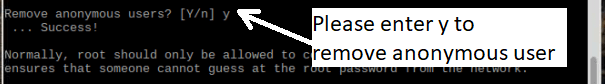 Remove anonymous users? [Y/n] y
... Success!
Please enter y to
remove anonymous user
Normally, root should only be allowed to
ensures that someone cannot guess at the root password from the network.